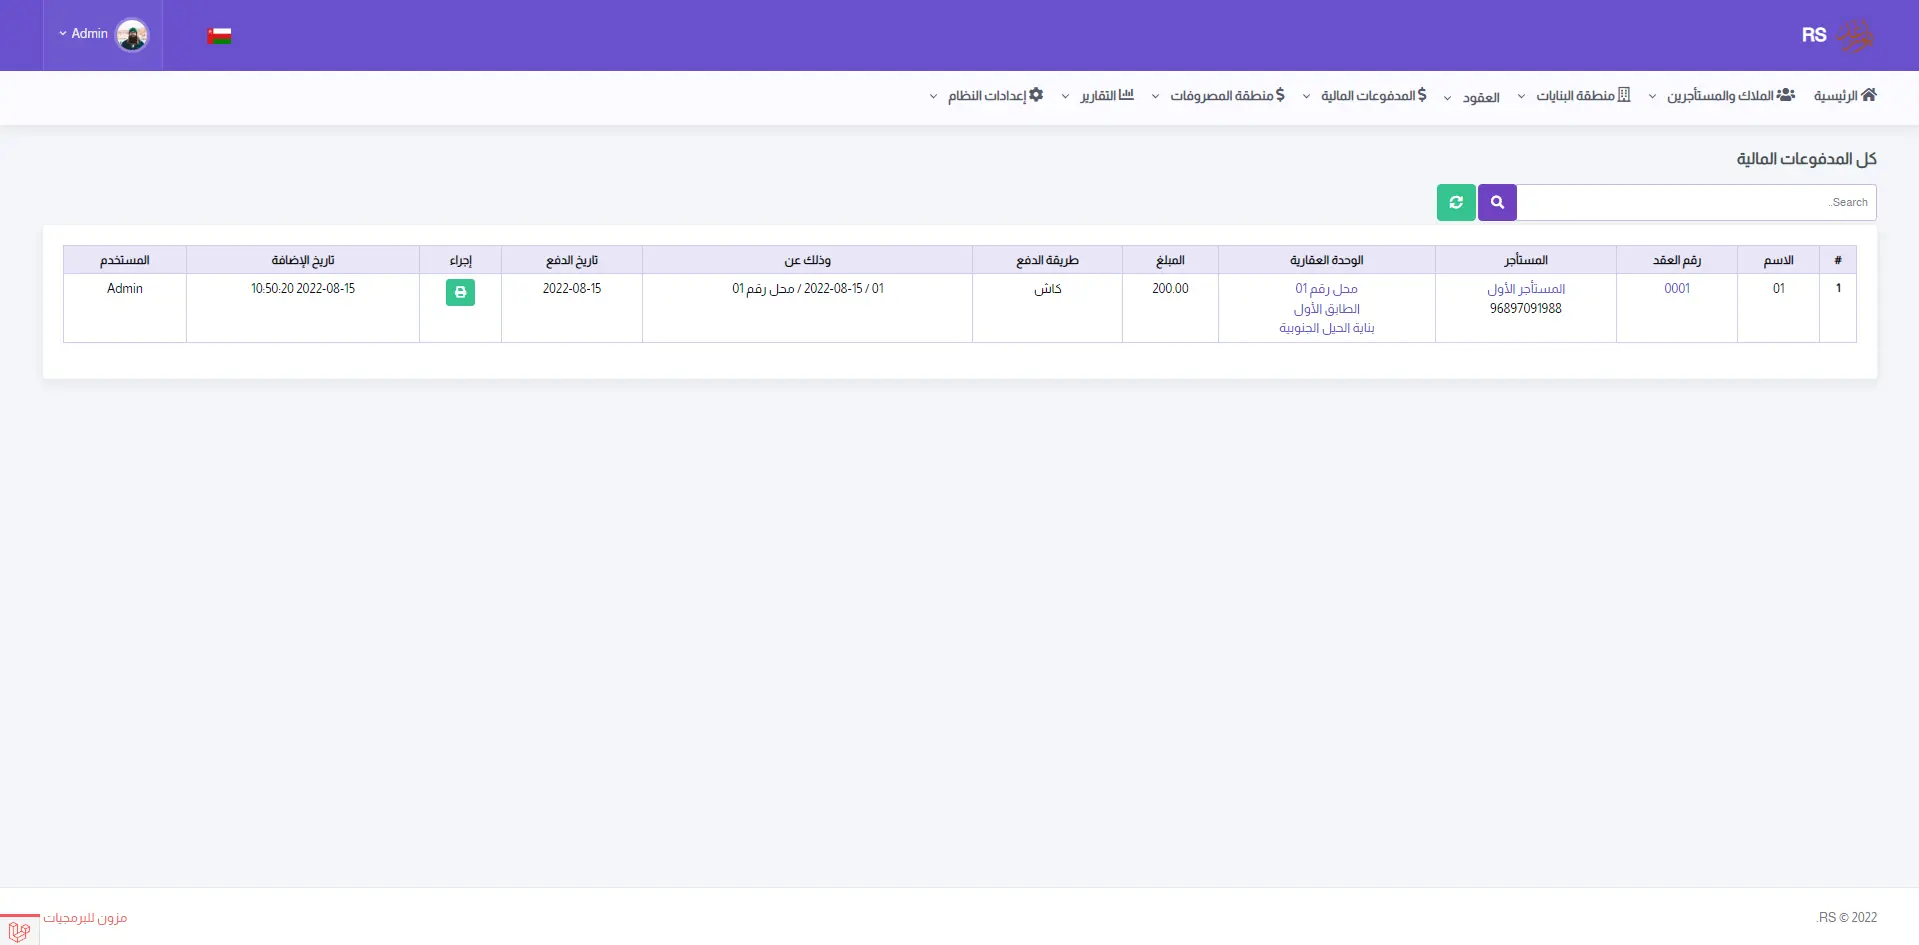 RS
Admin
الرئيسية
الملاك والمستأجرين
منطقة البنايات
العقود
المدفوعات المالية
منطقة المصروفات
التقارير
إعدادات النظام
كل المدفوعات المالية
Search..
# الاسم رقم العقد المستأجر الوحدة العقارية المبلغ طريقة الدفع وذلك عن تاريخ الدفع إجراء تاريخ الإضافة المستخدم
1 01 0001 المستأجر الأول محل رقم 01 200.00 كاش 01 / 2022-08-15 / محل رقم 01 2022-08-15 2022-08-15 10:50:20 Admin
96897091988 الطابق الأول
بناية الحيل الجنوبية
2022 © RS.
مزون للبرمجيات